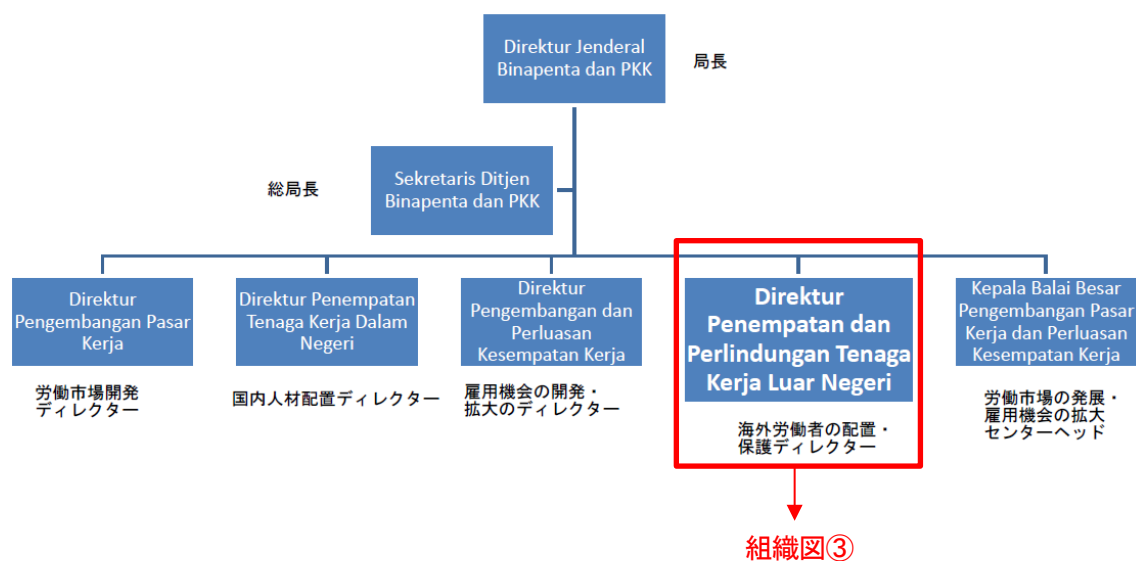 Direktur Jenderal
Binapenta dan PKK
局長
Sekretaris Ditjen
Binapenta dan PKK
総局長
Direktur
Pengembangan Pasar
Kerja
労働市場開発
ディレクター
Direktur Penempatan
Tenaga Kerja Dalam
Negeri
国内人材配置ディレクター
Direktur
Pengembangan dan
Perluasan
Kesempatan Kerja
雇用機会の開発・
拡大のディレクター
Direktur
Penempatan dan
Perlindungan Tenaga
Kerja Luar Negeri
海外労働者の配置・
保護ディレクター
Kepala Balai Besar
Pengembangan Pasar
Kerja dan Perluasan
Kesempatan Kerja
労働市場の発展・
雇用機会の拡大
センターヘッド
組織図③